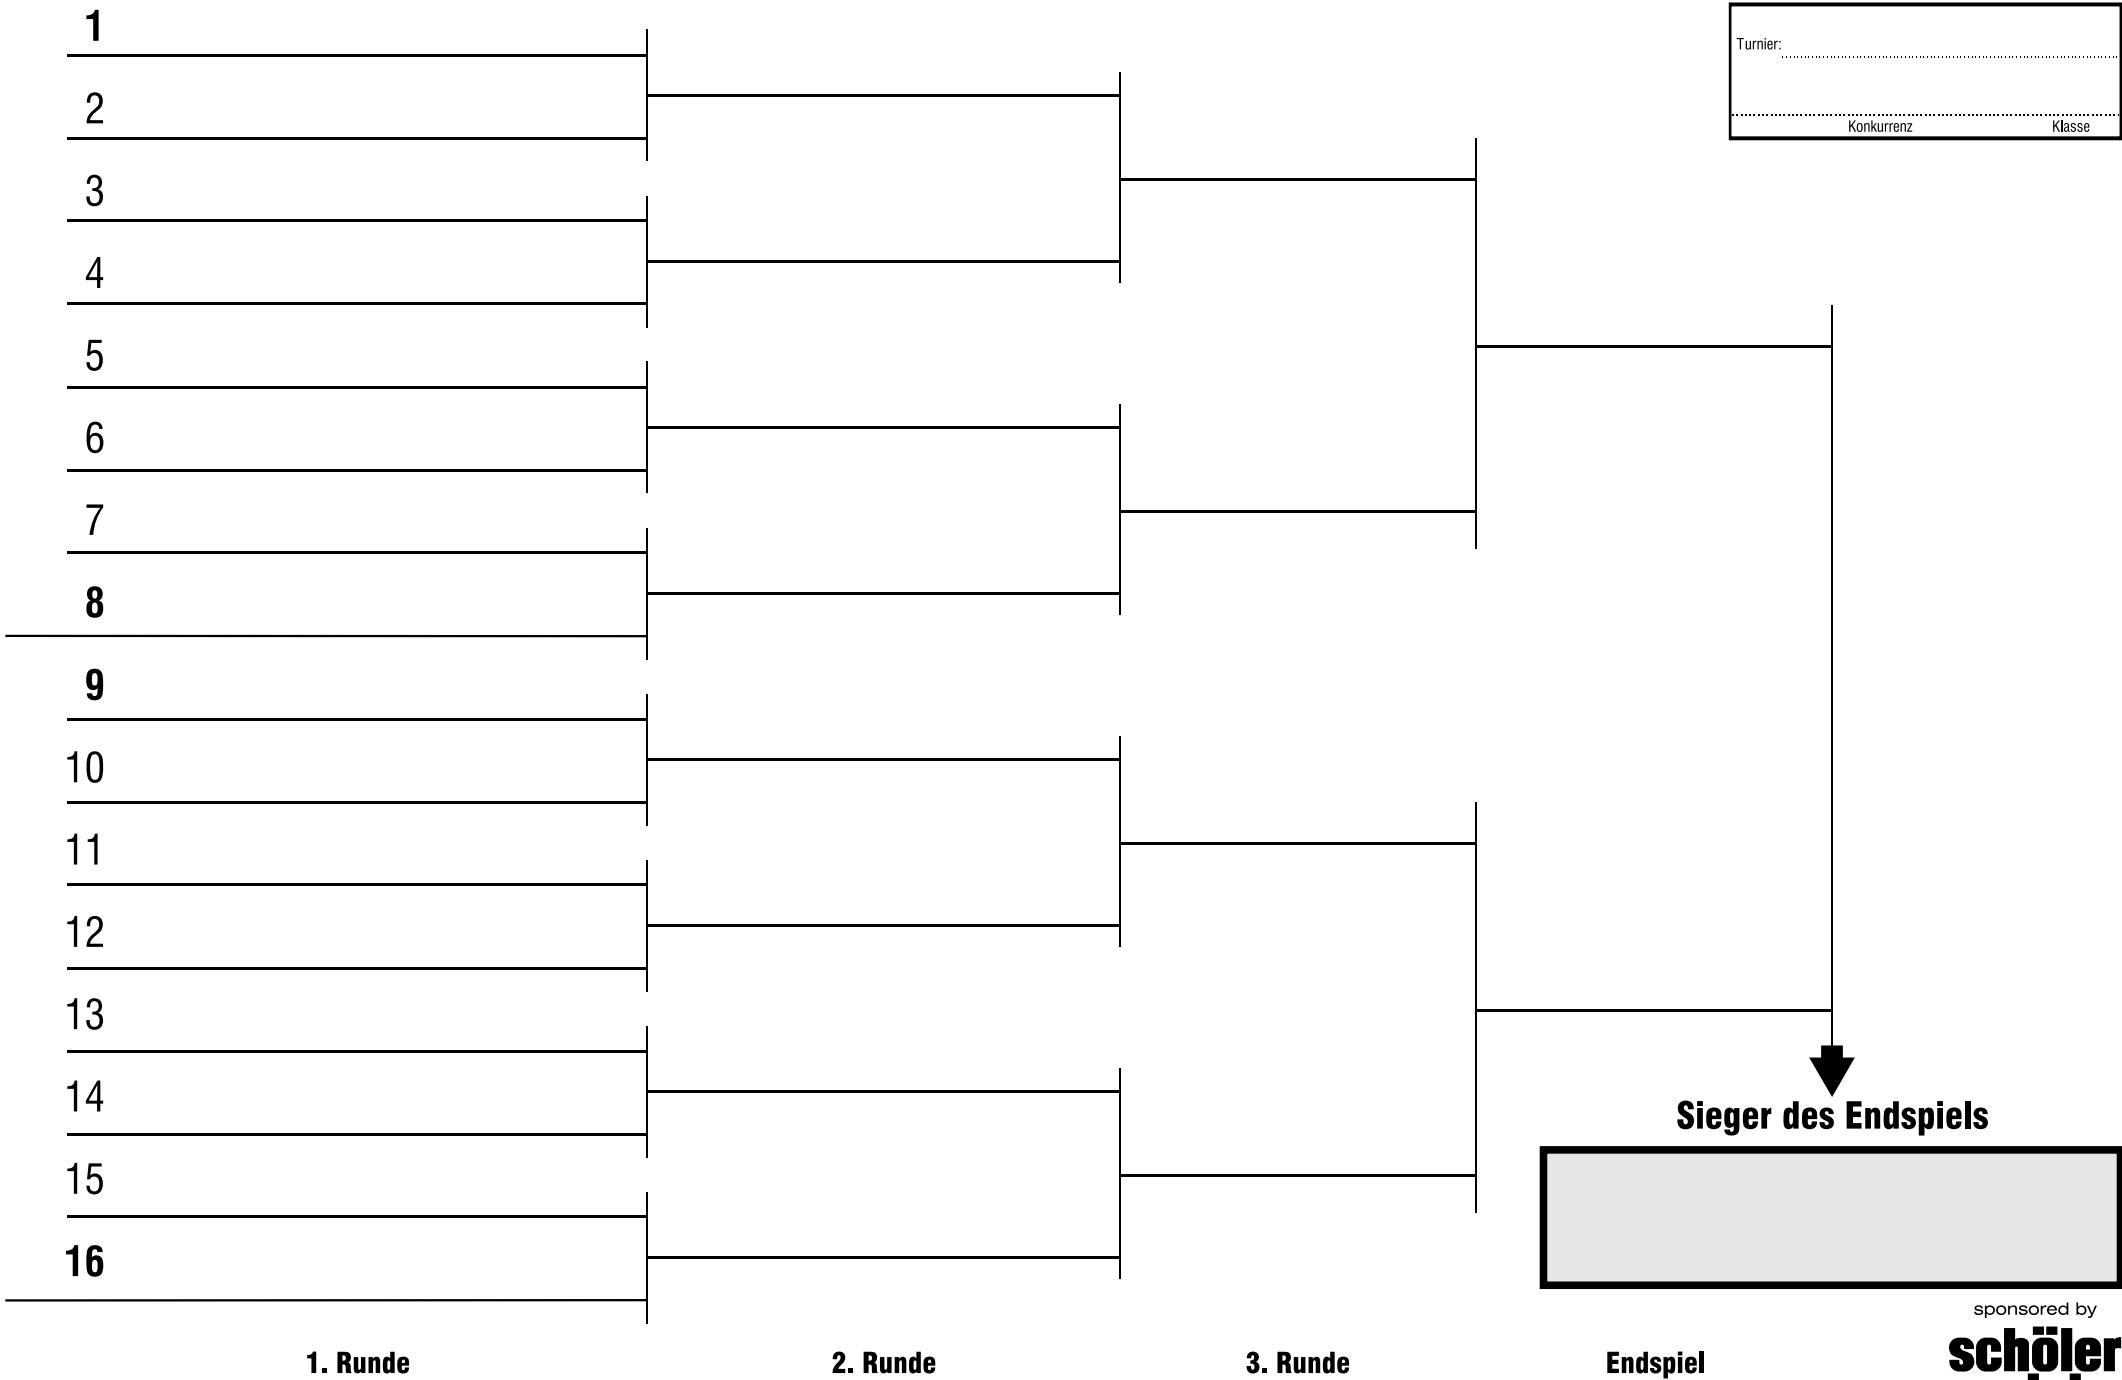 Turnier:
Konkurrenz Klasse
1
2
3
4
5
6
7
8
9
10
11
12
13
14
15
16
Sieger des Endspiels
sponsored by
schöler
1. Runde 2. Runde 3. Runde Endspiel